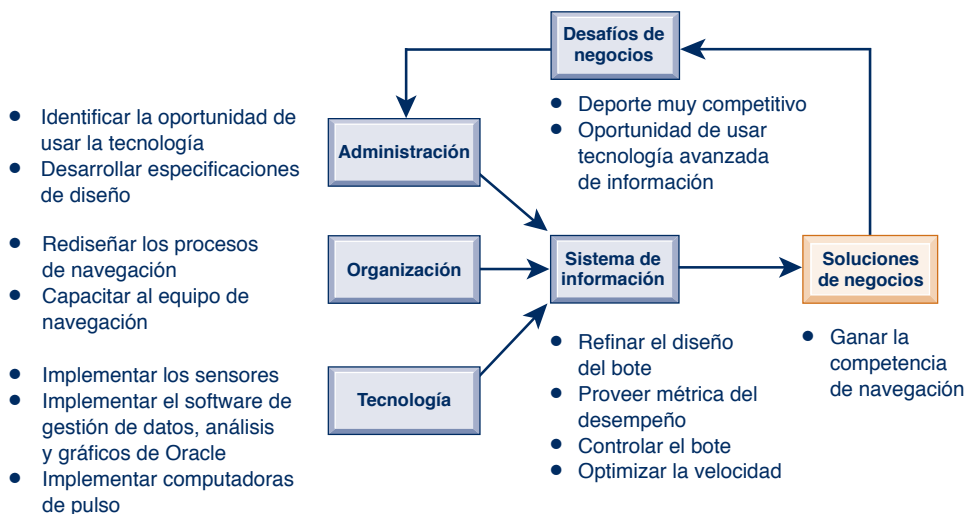 Desafíos de
negocios
Deporte muy competitivo
Oportunidad de usar
tecnología avanzada
de información
Identificar la oportunidad de
usar la tecnología
Desarrollar especificaciones
de diseño
Administración
Rediseñar los procesos
de navegación
Capacitar al equipo de
navegación
Organización
Sistema de
información
Soluciones
de negocios
Implementar los sensores
Implementar el software de
gestión de datos, análisis
y gráficos de Oracle
Implementar computadoras
de pulso
Tecnología
Refinar el diseño
del bote
Proveer métrica del
desempeño
Controlar el bote
Optimizar la velocidad
Ganar la
competencia
de navegación